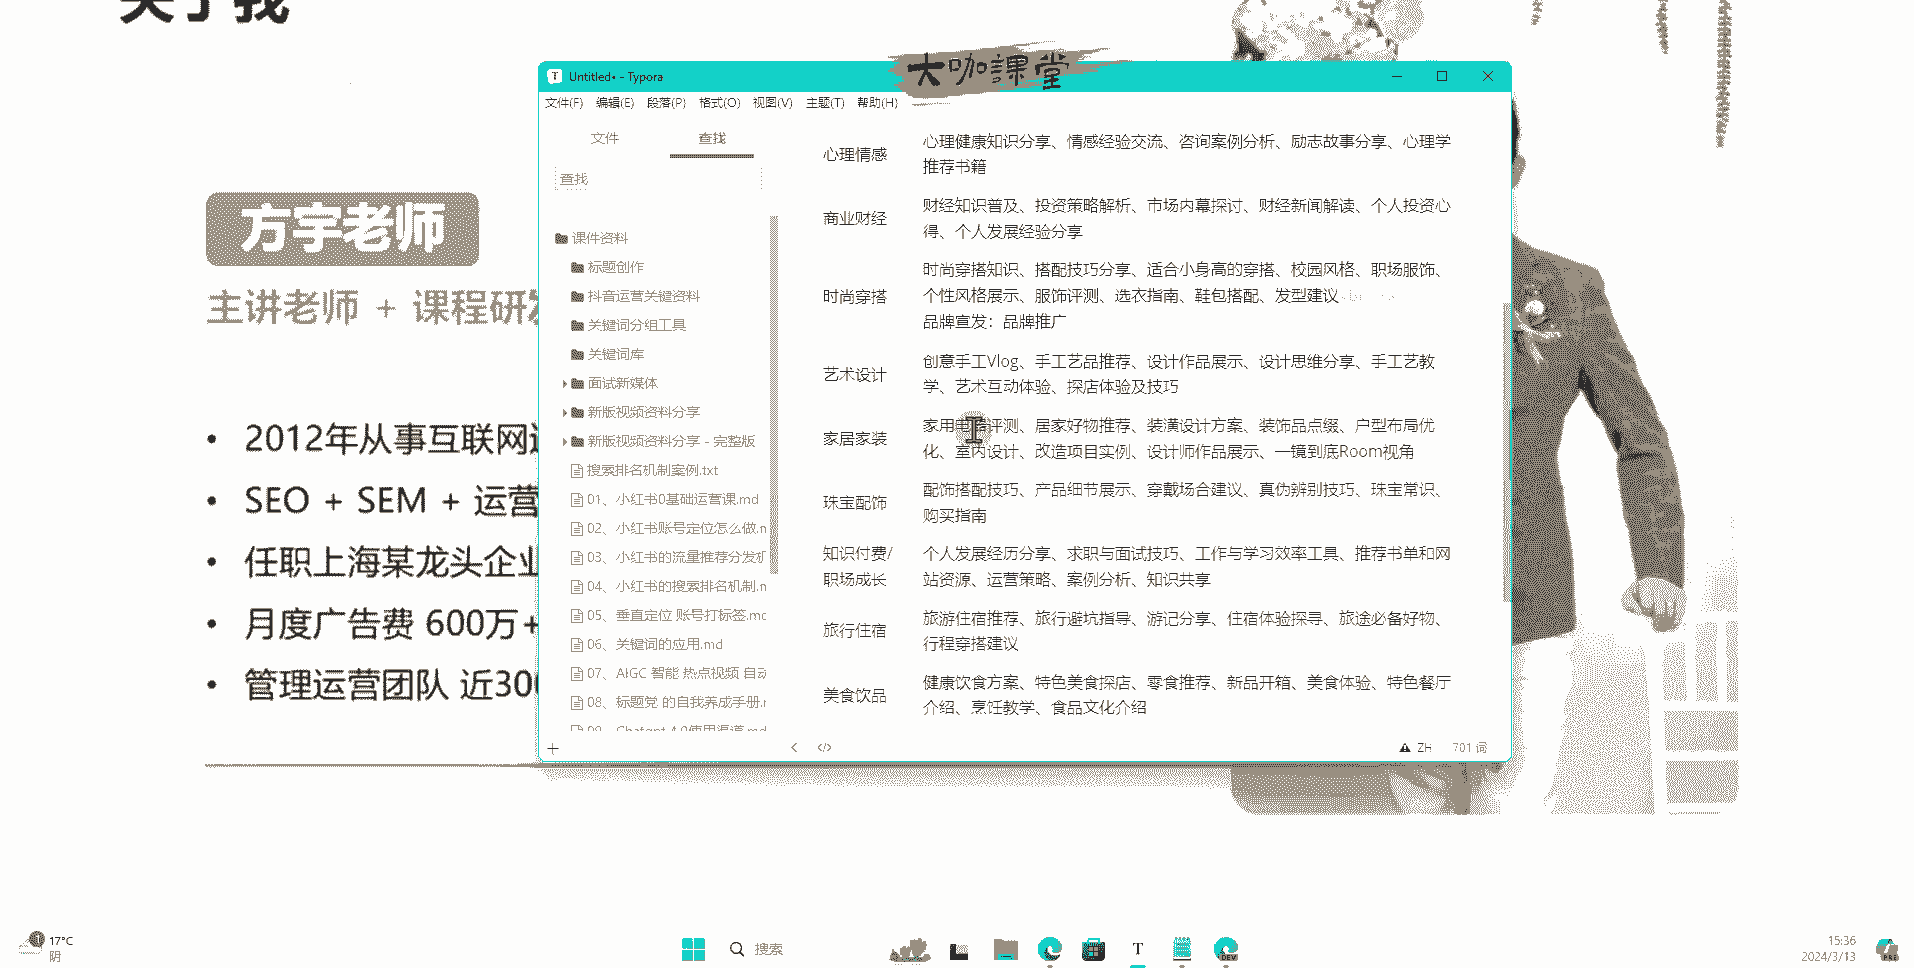 关于我
大咖課堂
Untitled• - Typora
文件(F) 编辑(E) 段落(P) 格式(O) 视图(V) 主题(T) 帮助(H)
文件 查找
查找
课件资料
标题创作
抖音运营关键资料
关键词分组工具
关键词库
面试新媒体
新版视频资料分享
新版视频资料分享 - 完整版
搜索排名机制案例.txt
01、小红书0基础运营课.md
02、小红书账号定位怎么做.n
03、小红书的流量推荐分发机
04、小红书的搜索排名机制.n
05、垂直定位 账号打标签.mc
06、关键词的应用.md
07、AIGC 智能 热点视频 自动
08、标题党 的自我养成手册.r
心理情感
心理健康知识分享、情感经验交流、咨询案例分析、励志故事分享、心理学
推荐书籍
商业财经
财经知识普及、投资策略解析、市场内幕探讨、财经新闻解读、个人投资心
得、个人发展经验分享
时尚穿搭
时尚穿搭知识、搭配技巧分享、适合小身高的穿搭、校园风格、职场服饰、
个性风格展示、服饰评测、选衣指南、鞋包搭配、发型建议
品牌宣发：品牌推广
艺术设计
创意手工Vlog、手工艺品推荐、设计作品展示、设计思维分享、手工艺教
学、艺术互动体验、探店体验及技巧
家居家装
家用电器评测、居家好物推荐、装潢设计方案、装饰品点缀、户型布局优
化、室内设计、改造项目实例、设计师作品展示、一镜到底Room视角
珠宝配饰
配饰搭配技巧、产品细节展示、穿戴场合建议、真伪辨别技巧、珠宝常识、
购买指南
知识付费/
职场成长
个人发展经历分享、求职与面试技巧、工作与学习效率工具、推荐书单和网
站资源、运营策略、案例分析、知识共享
旅行住宿
旅游住宿推荐、旅行避坑指导、游记分享、住宿体验探寻、旅途必备好物、
行程穿搭建议
美食饮品
健康饮食方案、特色美食探店、零食推荐、新品开箱、美食体验、特色餐厅
介绍、烹饪教学、食品文化介绍
ZH 701 词
方宇老师
主讲老师 + 课程研发
2012年从事互联网
SEO + SEM + 运营
任职上海某龙头企业
月度广告费 600万+
管理运营团队 近300
17°C
阴
搜索
15:36
2024/3/13